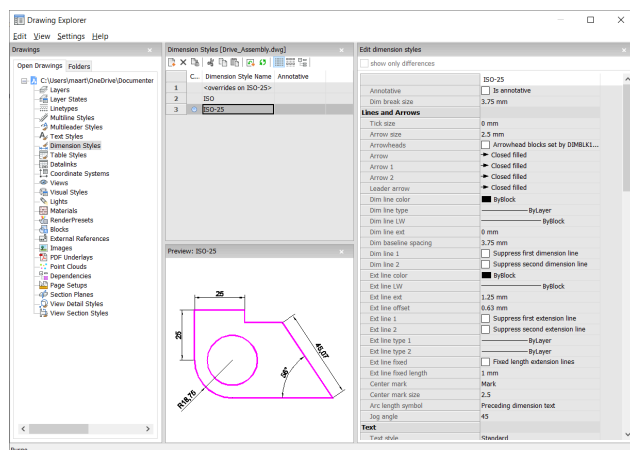 Drawing Explorer
Edit View Settings Help
Drawings
Open Drawings Folders
C:\Users\maart\OneDrive\Documenter
Layers
Layer States
Linetypes
Multiline Styles
Multileader Styles
Text Styles
Dimension Styles
Table Styles
Datalinks
Coordinate Systems
Views
Visual Styles
Lights
Materials
RenderPresets
Blocks
External References
Images
PDF Underlays
Point Clouds
Dependencies
Page Setups
Section Planes
View Detail Styles
View Section Styles
Dimension Styles [Drive_Assembly.dwg]
C... Dimension Style Name Annotative
1 <overrides on ISO-25>
2 ISO
3 ISO-25
Preview: ISO-25
25
25
45,07
56°
R18,75
Edit dimension styles
show only differences
ISO-25
Annotative Is annotative
Dim break size 3.75 mm
Lines and Arrows
Tick size 0 mm
Arrow size 2.5 mm
Arrowheads Arrowhead blocks set by DIMBLK1...
Arrow Closed filled
Arrow 1 Closed filled
Arrow 2 Closed filled
Leader arrow Closed filled
Dim line color ByBlock
Dim line type ByLayer
Dim line LW ByBlock
Dim line ext 0 mm
Dim baseline spacing 3.75 mm
Dim line 1 Suppress first dimension line
Dim line 2 Suppress second dimension line
Ext line color ByBlock
Ext line LW ByBlock
Ext line ext 1.25 mm
Ext line offset 0.63 mm
Ext line 1 Suppress first extension line
Ext line 2 Suppress second extension line
Ext line type 1 ByLayer
Ext line type 2 ByLayer
Ext line fixed Fixed length extension lines
Ext line fixed length 1 mm
Center mark Mark
Center mark size 2.5
Arc length symbol Preceding dimension text
Jog angle 45
Text
Text style Standard